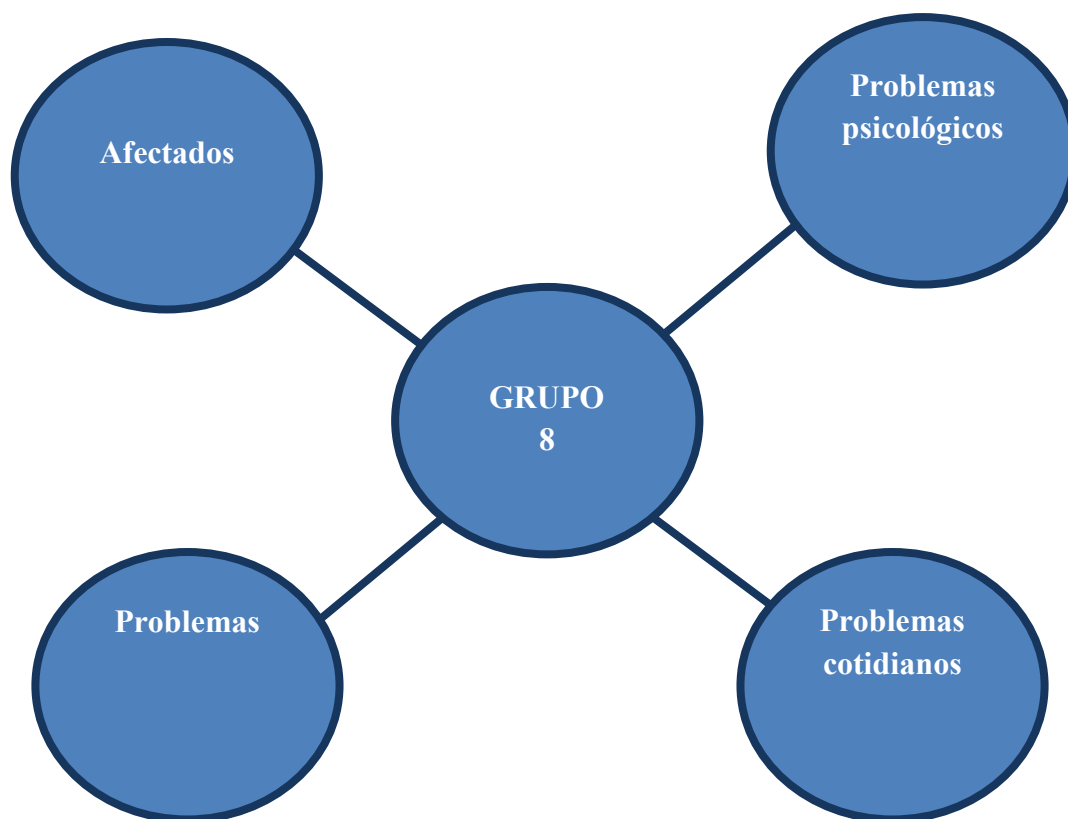 Afectados
Problemas
psicológicos
GRUPO
8
Problemas
Problemas
cotidianos